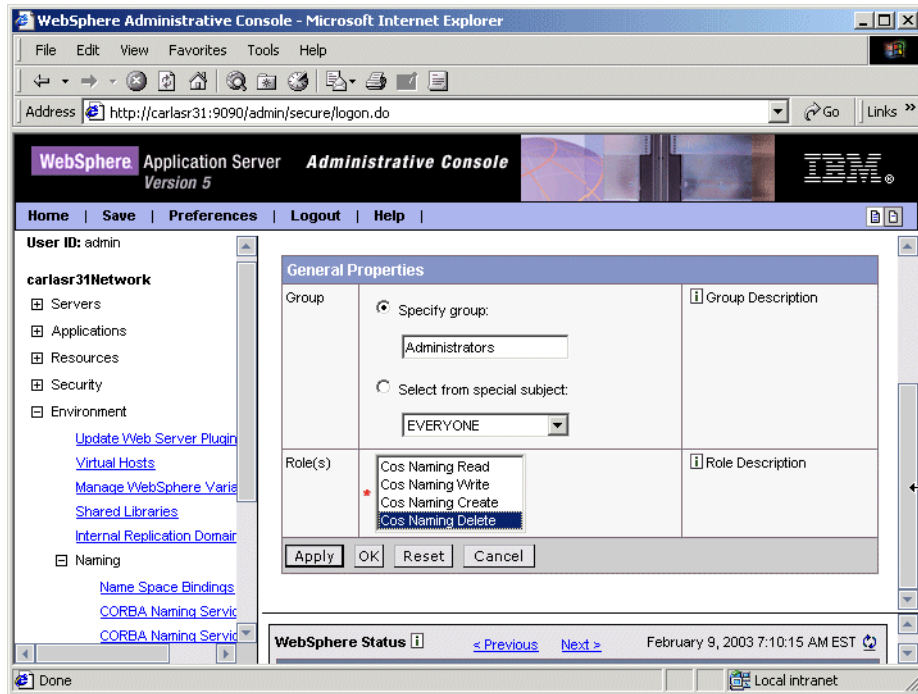 WebSphere Administrative Console - Microsoft Internet Explorer
File Edit View Favorites Tools Help
Address http://carlasr31:9090/admin/secure/logon.do Go Links »
WebSphere Application Server Administrative Console
Version 5
IBM®
Home | Save | Preferences | Logout | Help |
User ID: admin
carlasr31Network
Servers
Applications
Resources
Security
Environment
Update Web Server Plugin
Virtual Hosts
Manage WebSphere Varia
Shared Libraries
Internal Replication Domair
Naming
Name Space Bindings
CORBA Naming Servic
CORBA Naming Servic
General Properties
Group
Specify group:
Administrators
Select from special subject:
EVERYONE
i Group Description
Role(s)
* Cos Naming Read
Cos Naming Write
Cos Naming Create
Cos Naming Delete
i Role Description
Apply OK Reset Cancel
WebSphere Status i < Previous Next > February 9, 2003 7:10:15 AM EST
Done Local intranet